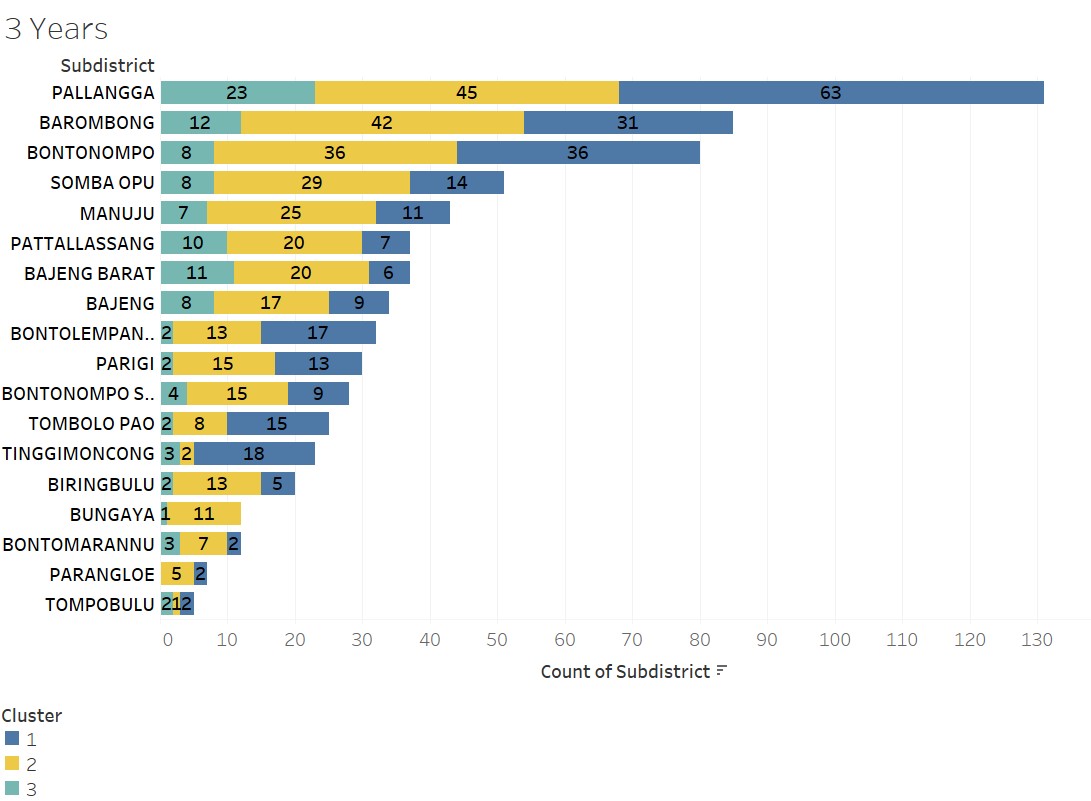 3 Years
Subdistrict
PALLANGGA 23 45 63
BAROMBONG 12 42 31
BONTONOMPO 8 36 36
SOMBA OPU 8 29 14
MANUJU 7 25 11
PATTALLASSANG 10 20 7
BAJENG BARAT 11 20 6
BAJENG 8 17 9
BONTOLEMPAN.. 2 13 17
PARIGI 2 15 13
BONTONOMPO S.. 4 15 9
TOMBOLO PAO 2 8 15
TINGGIMONCONG 3 2 18
BIRINGBULU 2 13 5
BUNGAYA 1 11
BONTOMARANNU 3 7 2
PARANGLOE 5 2
TOMPOBULU 2 1 2
0 10 20 30 40 50 60 70 80 90 100 110 120 130
Count of Subdistrict
Cluster
1
2
3